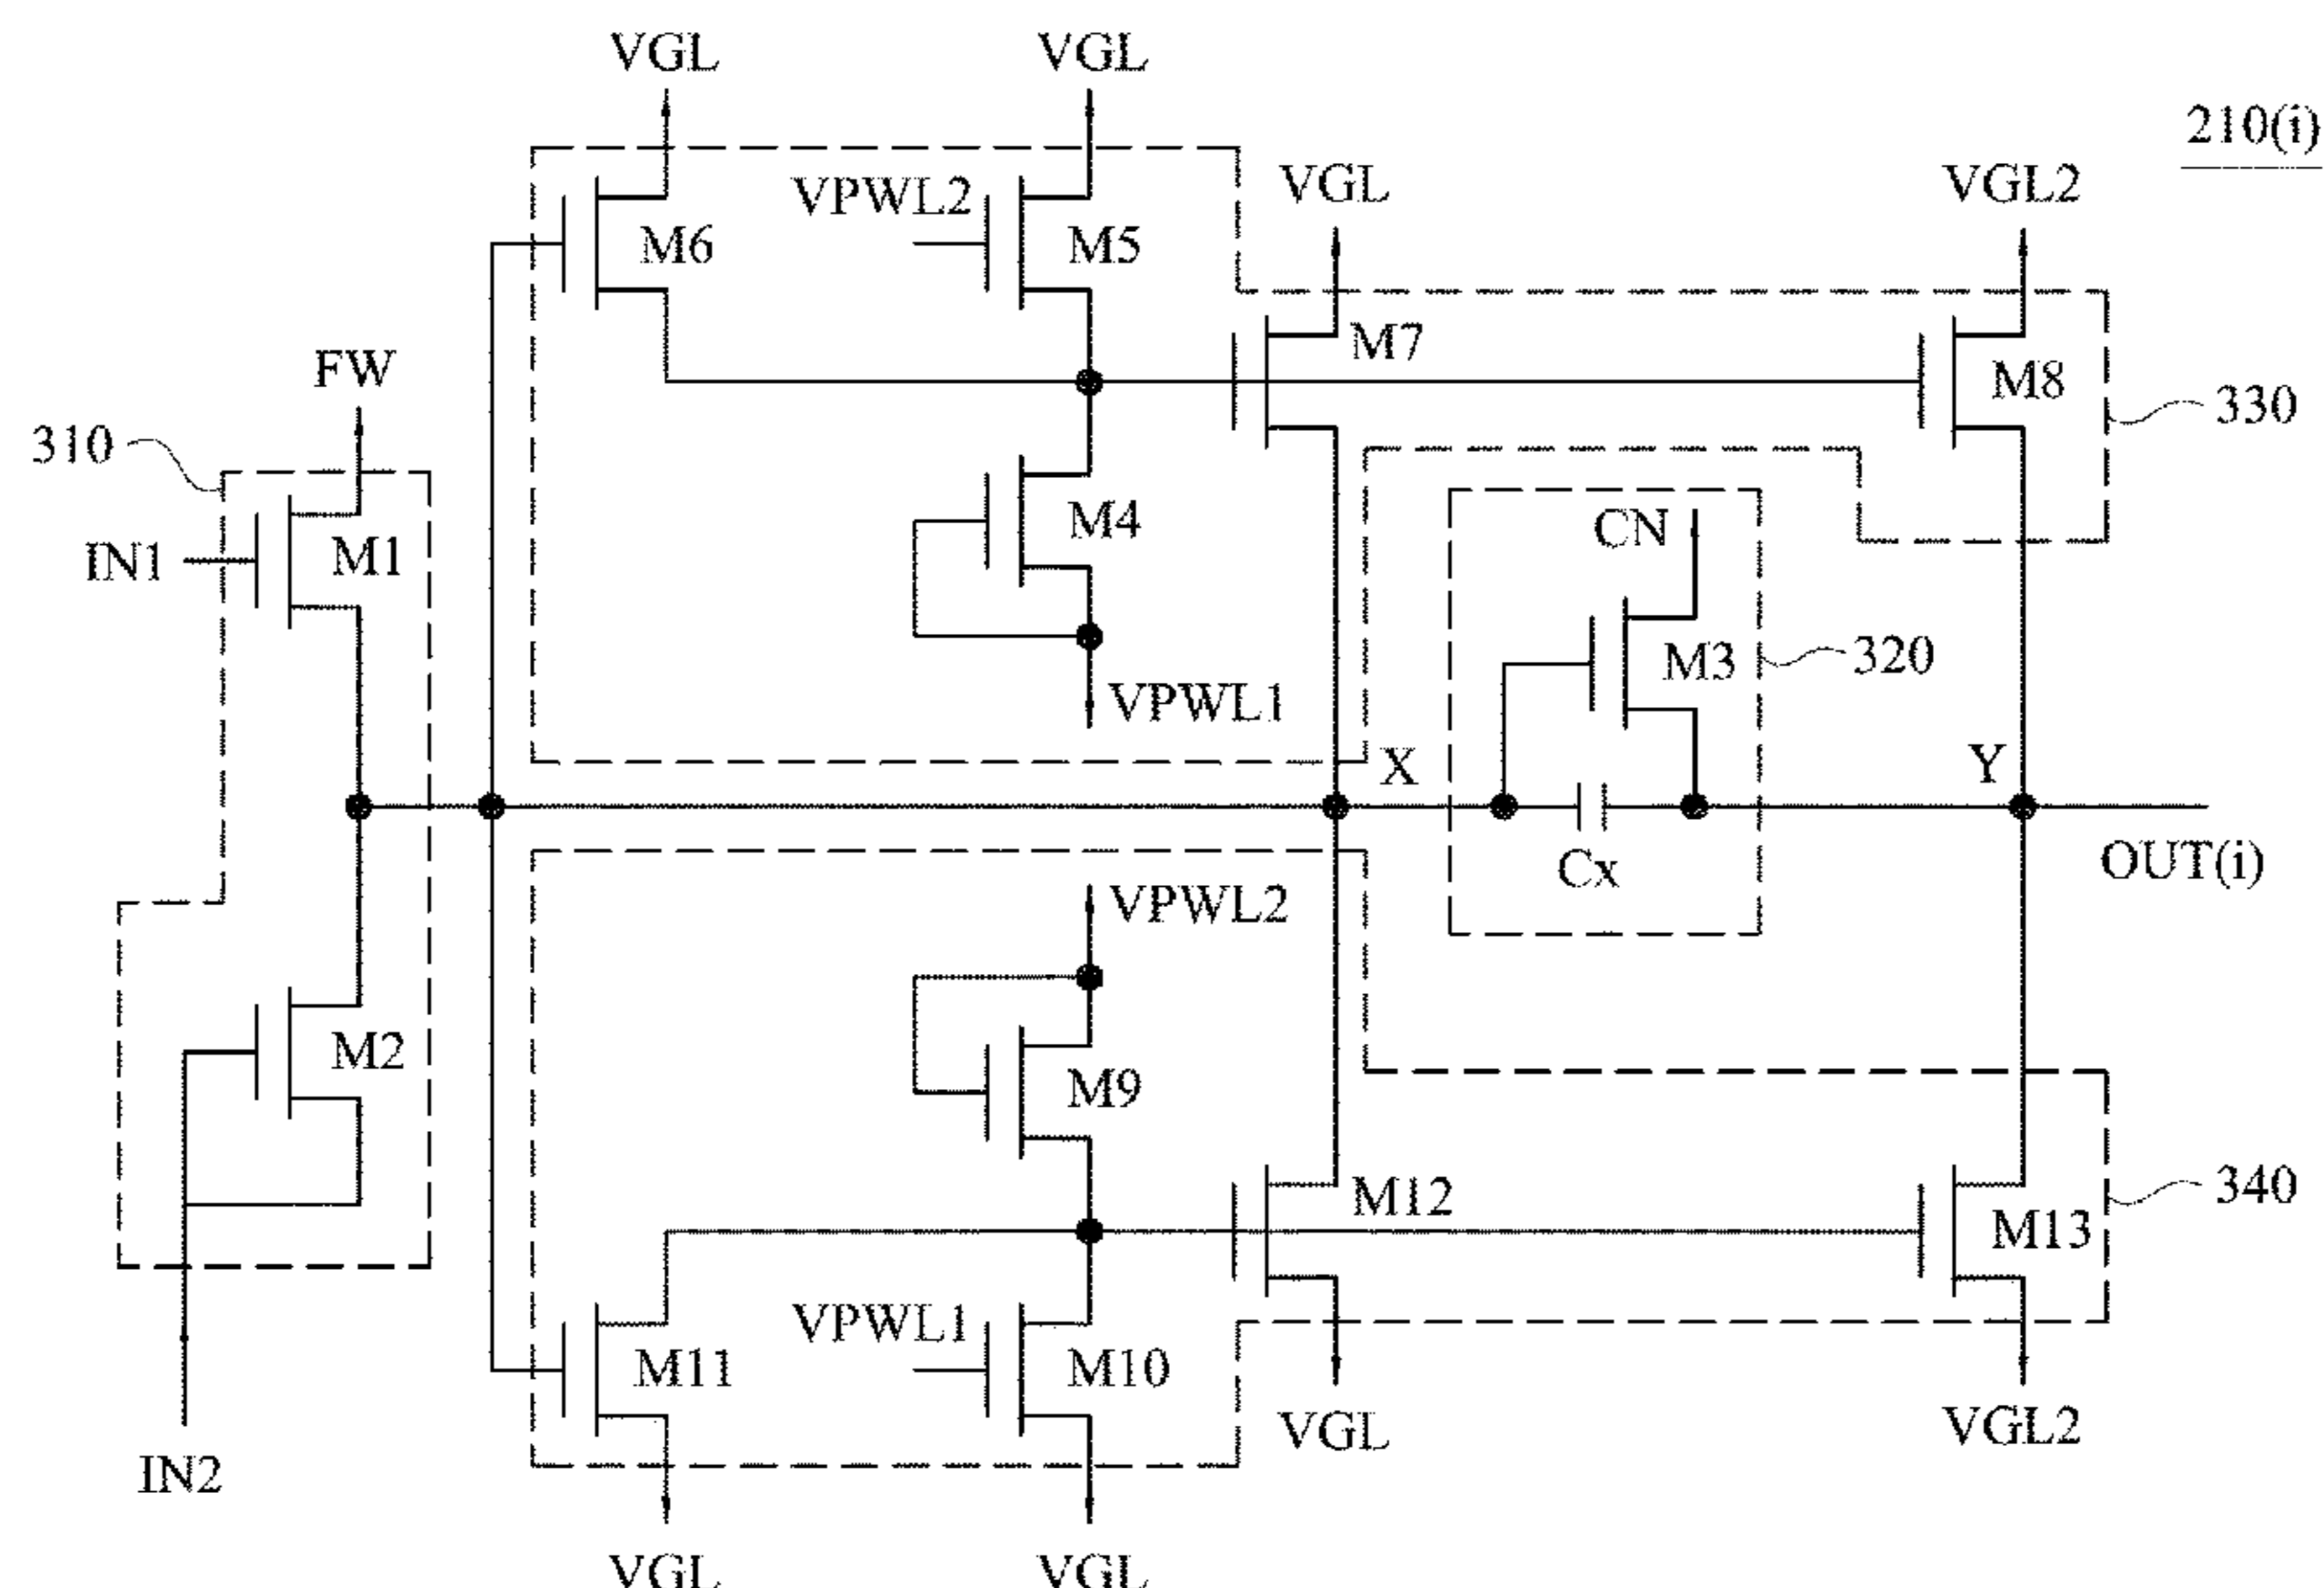 VGL
VGL
210(i)
VPWL2
VGL
VGL2
M6
M5
M7
FW
M8
330
310
M4
CN
IN1
M1
M3
320
VPWL1
X
Y
Cx
OUT(i)
VPWL2
M2
M9
M12
340
M13
VPWL1
M11
M10
VGL
VGL2
IN2
VGL
VGL